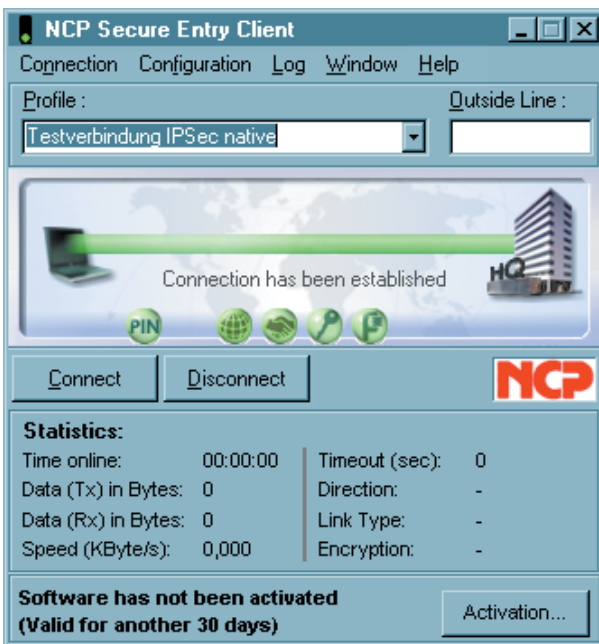 NCP Secure Entry Client
Connection Configuration Log Window Help
Profile : Outside Line :
Testverbindung IPSec native
HQ
Connection has been established
PIN
Connect Disconnect NCP
Statistics:
Time online: 00:00:00 Timeout (sec): 0
Data (Tx) in Bytes: 0 Direction: -
Data (Rx) in Bytes: 0 Link Type: -
Speed (KByte/s): 0,000 Encryption: -
Software has not been activated
(Valid for another 30 days) Activation...